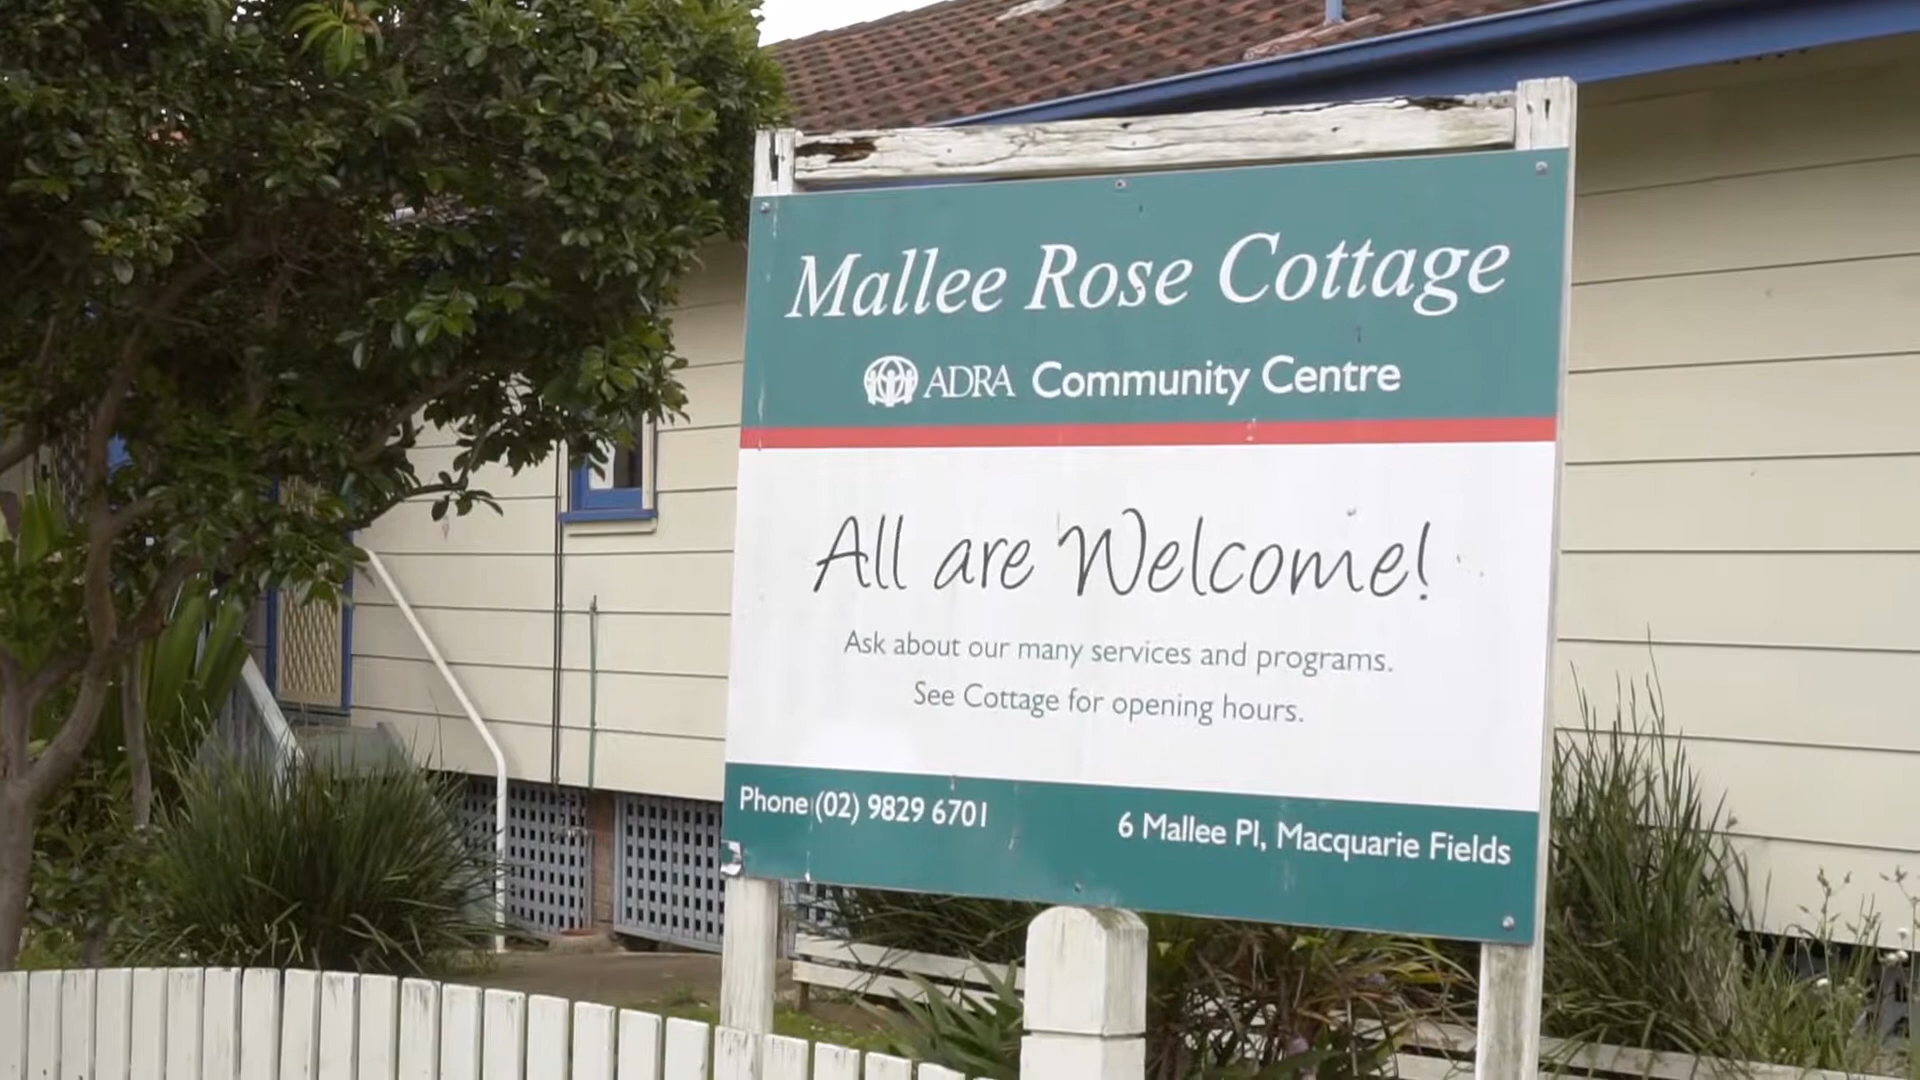 Mallee Rose Cottage
ADRA Community Centre
All are Welcome!
Ask about our many services and programs.
See Cottage for opening hours.
Phone (02) 9829 6701
6 Mallee Pl, Macquarie Fields